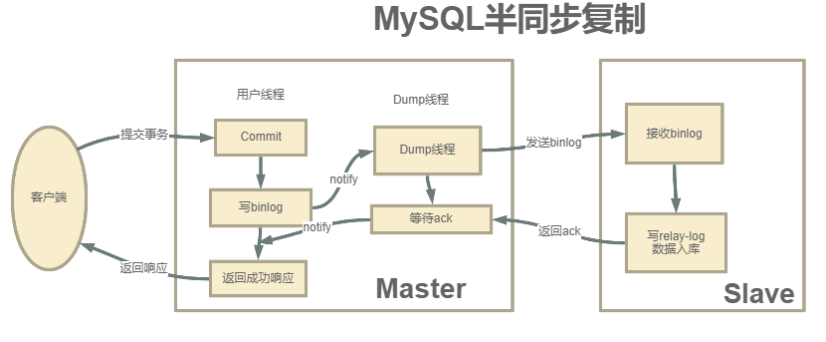 MySQL半同步复制
用户线程
Dump线程
提交事务
Commit
Dump线程
发送binlog
接收binlog
notify
客户端
写binlog
等待ack
notify
返回ack
写relay-log
数据入库
返回响应
返回成功响应
Master
Slave